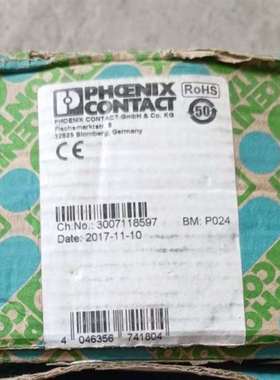 PHŒNIX
CONTACT
RoHS
50
PHOENIX CONTACT GmbH & Co. KG
Flachsmarktstr. 8
32825 Blomberg, Germany
CE
Ch.No.: 3007118597 BM: P024
Date: 2017-11-10
4 046356 741804